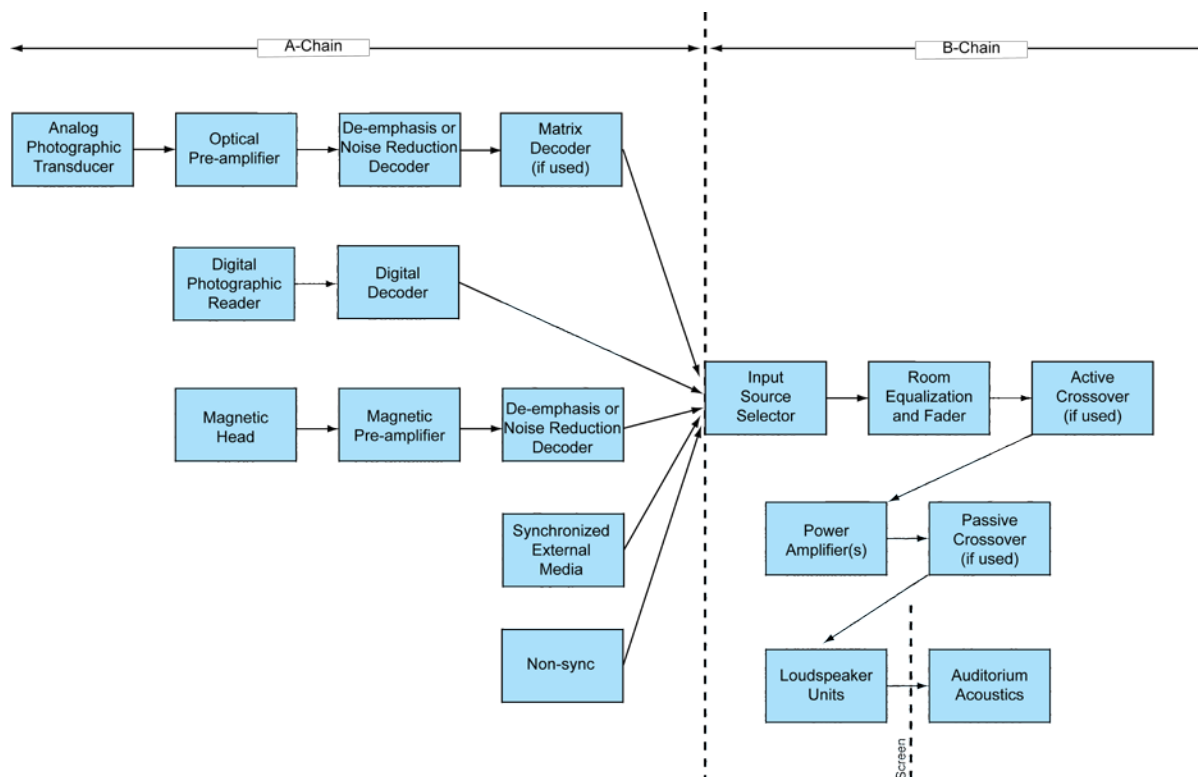 A-Chain
B-Chain
Analog
Photographic
Transducer
Optical
Pre-amplifier
De-emphasis or
Noise Reduction
Decoder
Matrix
Decoder
(if used)
Digital
Photographic
Reader
Digital
Decoder
Magnetic
Head
Magnetic
Pre-amplifier
De-emphasis or
Noise Reduction
Decoder
Synchronized
External
Media
Non-sync
Input
Source
Selector
Room
Equalization
and Fader
Active
Crossover
(if used)
Power
Amplifier(s)
Passive
Crossover
(if used)
Loudspeaker
Units
Auditorium
Acoustics
Screen